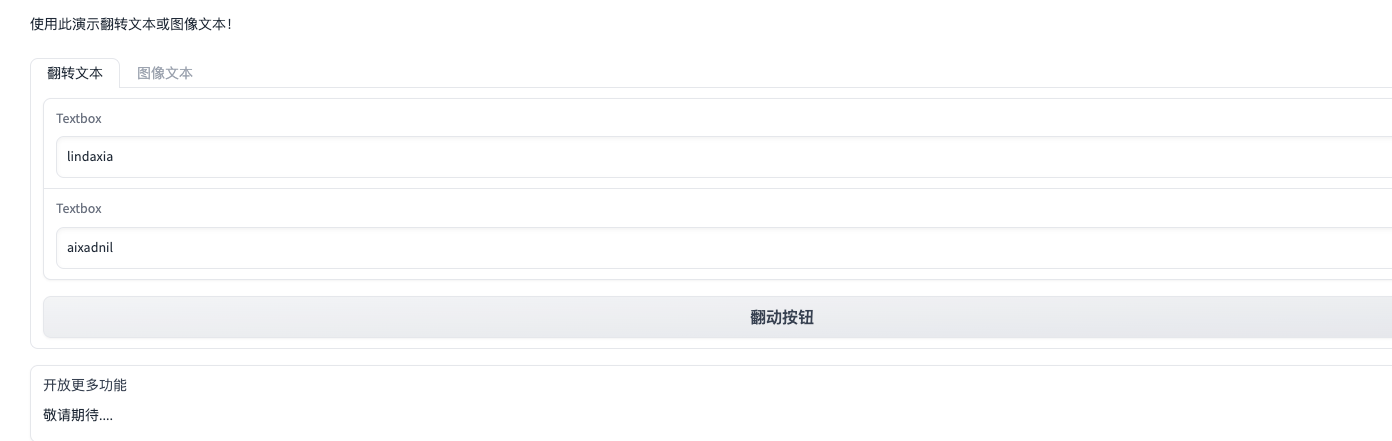 使用此演示翻转文本或图像文本！
翻转文本 图像文本
Textbox
lindaxia
Textbox
aixadnil
翻动按钮
开放更多功能
敬请期待....